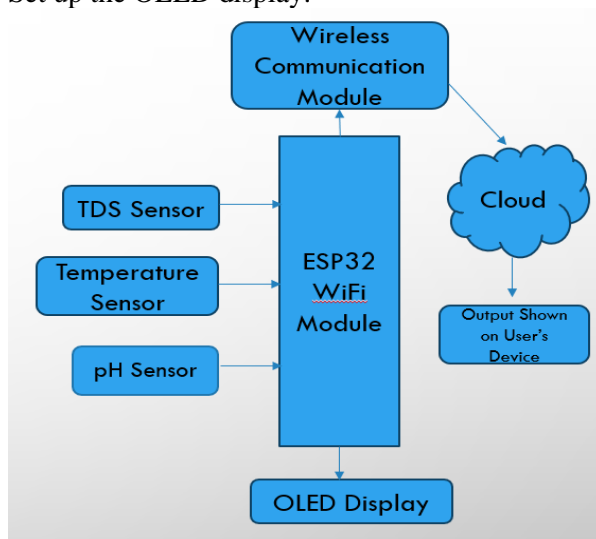 Set up the OLED display.
Wireless
Communication
Module
TDS Sensor
Temperature
Sensor
pH Sensor
ESP32
WiFi
Module
Cloud
Output Shown
on User's
Device
OLED Display